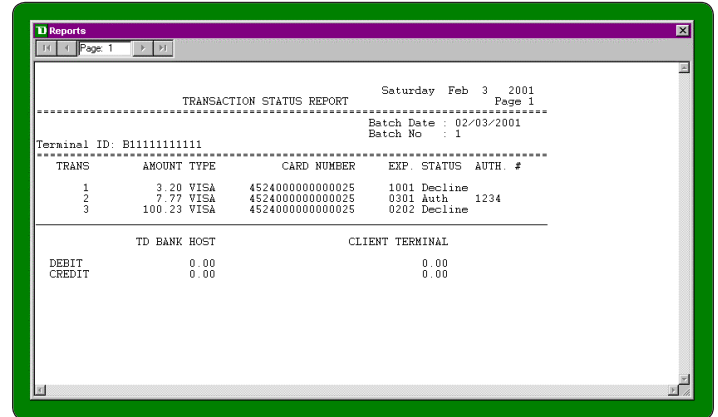 TD Reports
Page: 1
Saturday Feb 3 2001
TRANSACTION STATUS REPORT Page 1
Batch Date : 02/03/2001
Batch No : 1
Terminal ID: B11111111111
TRANS AMOUNT TYPE CARD NUMBER EXP. STATUS AUTH. #
1 3.20 VISA 4524000000000025 1001 Decline
2 7.77 VISA 4524000000000025 0301 Auth 1234
3 100.23 VISA 4524000000000025 0202 Decline
TD BANK HOST CLIENT TERMINAL
DEBIT 0.00 0.00
CREDIT 0.00 0.00